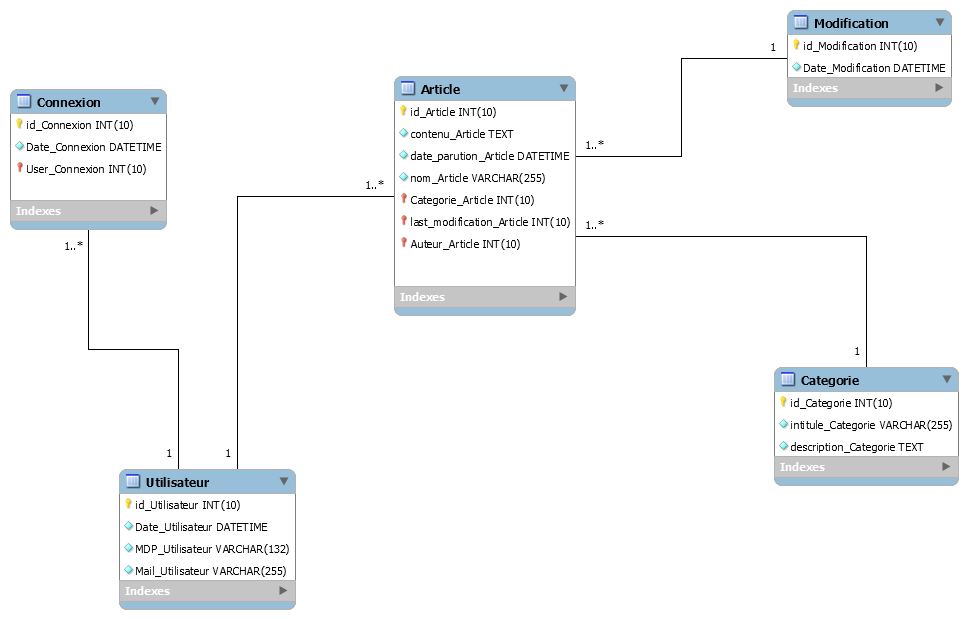 Modification
id_Modification INT(10)
Date_Modification DATETIME
Indexes
1
Article
id_Article INT(10)
contenu_Article TEXT
date_parution_Article DATETIME
nom_Article VARCHAR(255)
Categorie_Article INT(10)
last_modification_Article INT(10)
Auteur_Article INT(10)
Indexes
1..*
1..*
1..*
Connexion
id_Connexion INT(10)
Date_Connexion DATETIME
User_Connexion INT(10)
Indexes
1..*
1
Categorie
id_Categorie INT(10)
intitule_Categorie VARCHAR(255)
description_Categorie TEXT
Indexes
1
1
Utilisateur
id_Utilisateur INT(10)
Date_Utilisateur DATETIME
MDP_Utilisateur VARCHAR(132)
Mail_Utilisateur VARCHAR(255)
Indexes